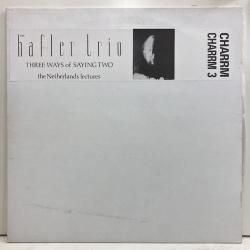 hafler trio
THREE WAYS of SAYING TWO
the Netherlands lectures
CHARRM
CHARRM 3